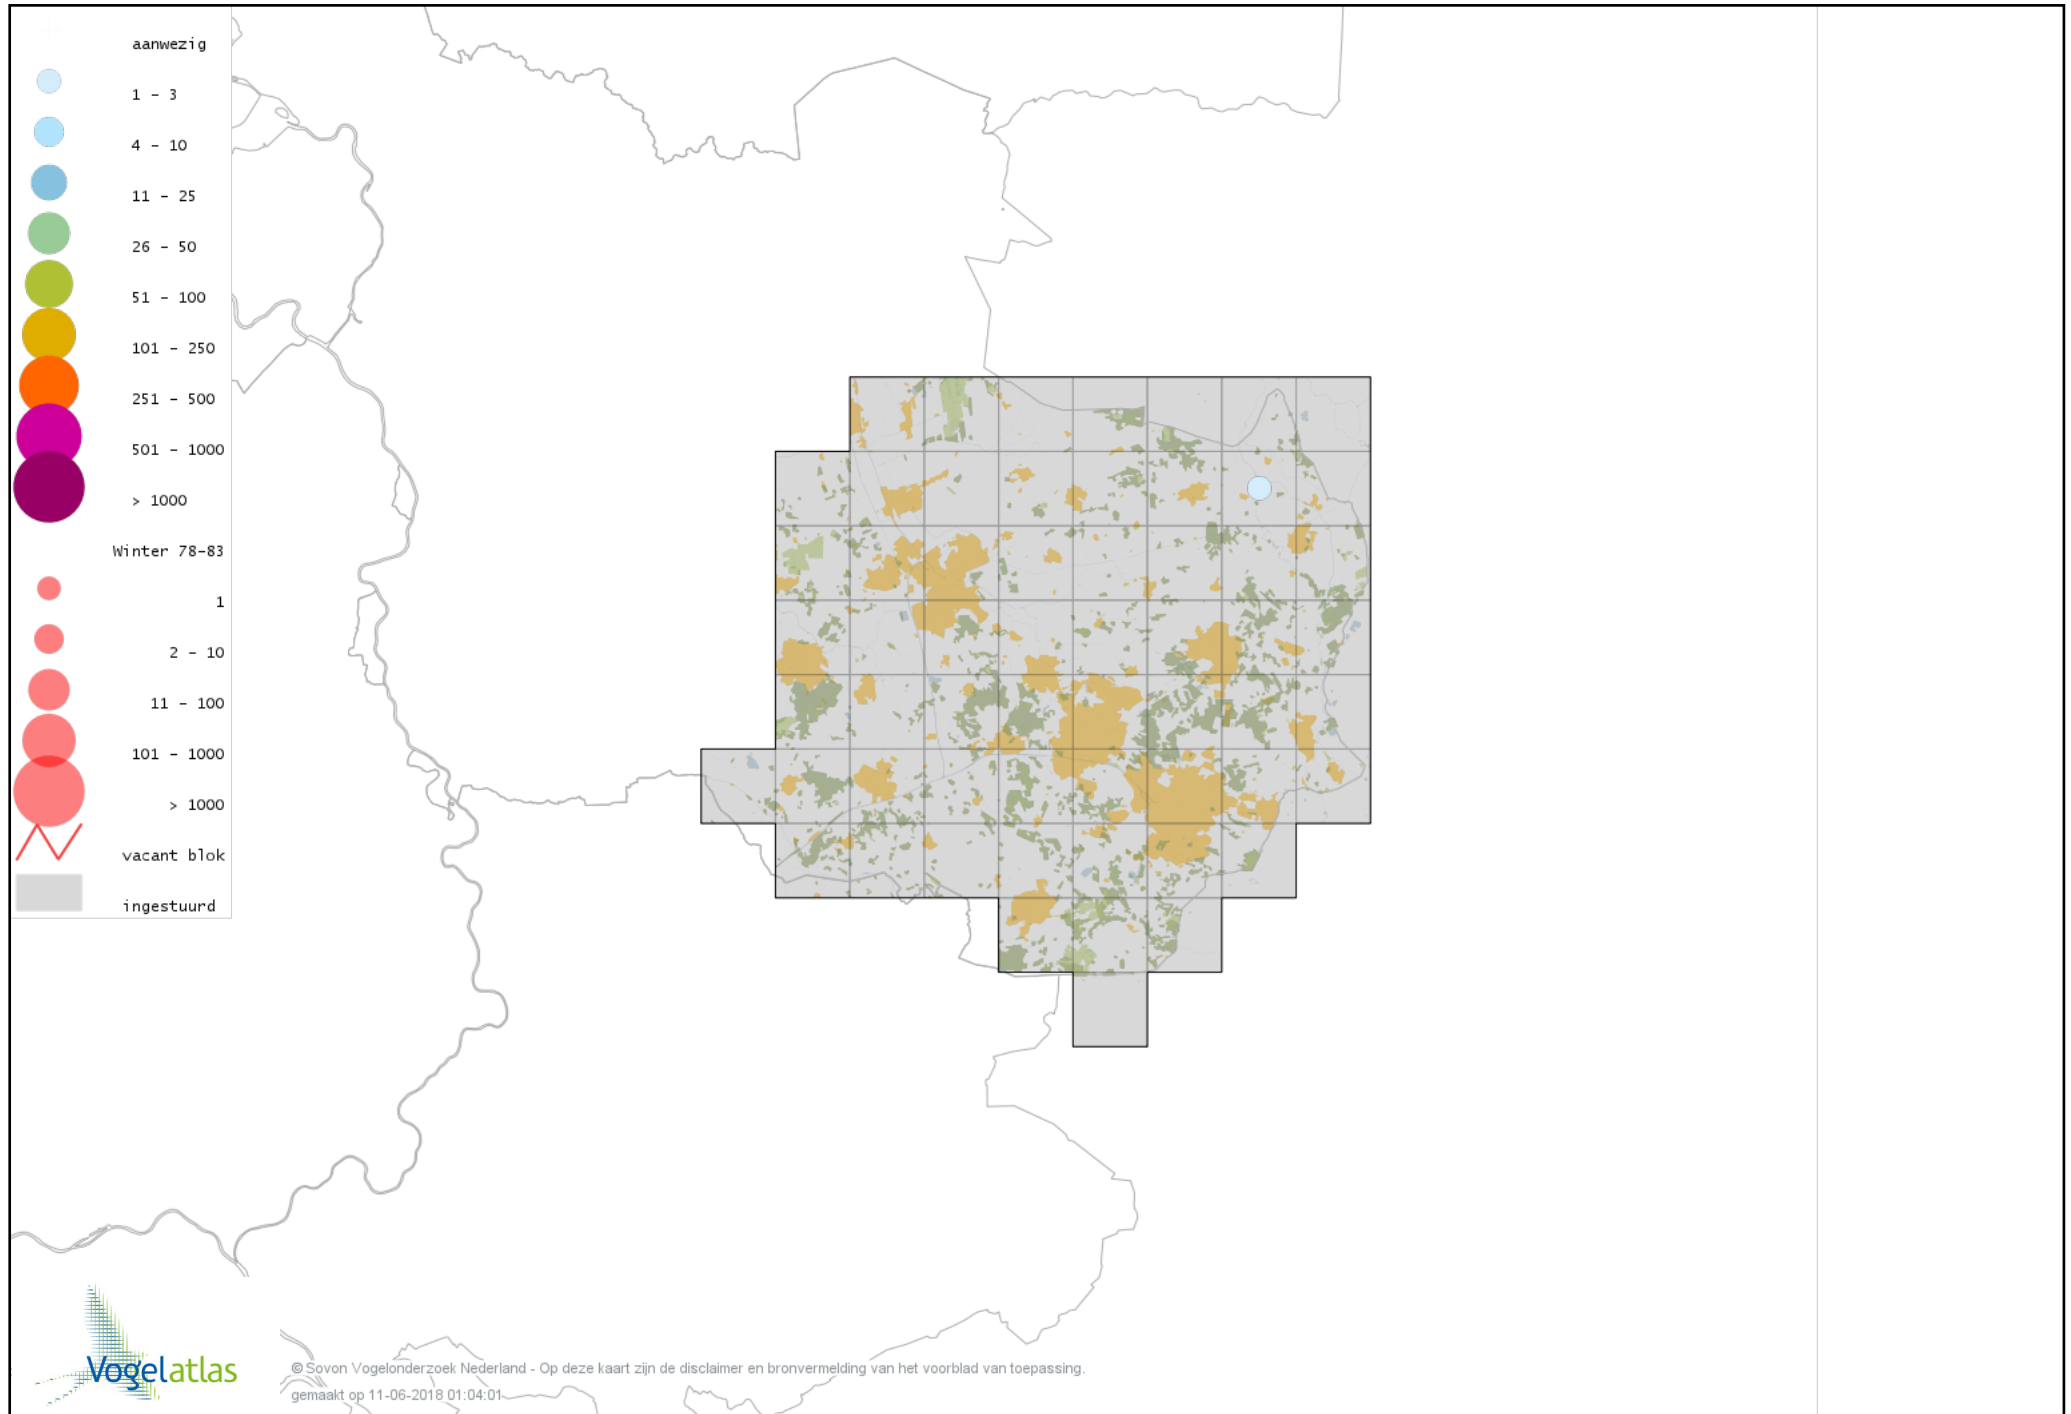 aanwezig
1 - 3
4 - 10
11 - 25
26 - 50
51 - 100
101 - 250
251 - 500
501 - 1000
> 1000
Winter 78-83
1
2 - 10
11 - 100
101 - 1000
> 1000
vacant blok
ingestuurd
Vogelatlas
© Sovon Vogelonderzoek Nederland - Op deze kaart zijn de disclaimer en bronvermelding van het voorblad van toepassing.
gemaakt op 11-06-2018 01:04:01